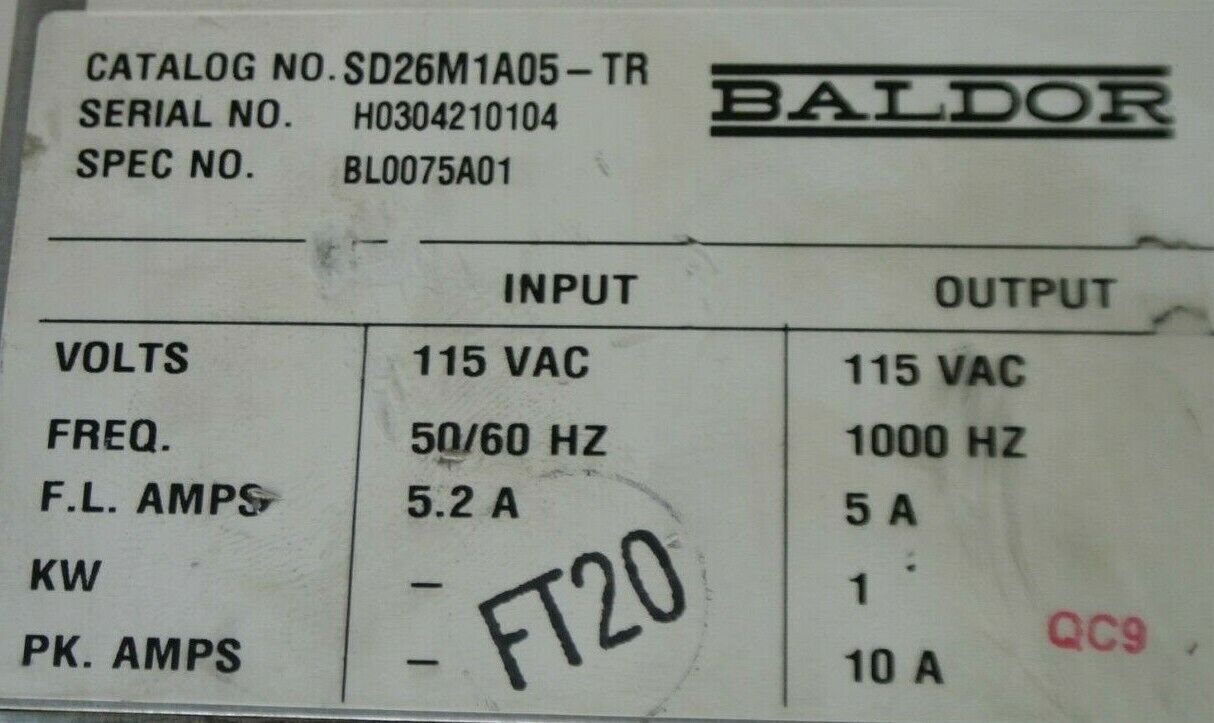 CATALOG NO. SD26M1A05-TR
BALDOR
SERIAL NO. H0304210104
SPEC NO. BL0075A01
INPUT OUTPUT
VOLTS 115 VAC 115 VAC
FREQ. 50/60 HZ 1000 HZ
F.L. AMPS 5.2 A 5 A
KW - 1
PK. AMPS - 10 A
FT20
QC9